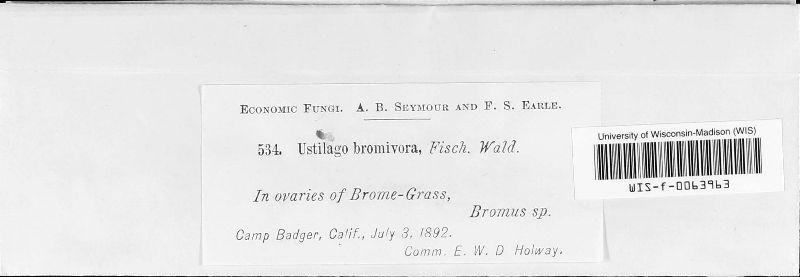 ECONOMIC FUNGI. A. B. SEYMOUR AND F. S. EARLE.
534. Ustilago bromivora, Fisch. Wald.
In ovaries of Brome-Grass,
Bromus sp.
Camp Badger, Calif., July 3, 1892.
Comm. E. W. D Holway.
University of Wisconsin-Madison (WIS)
WIS-f-0063963